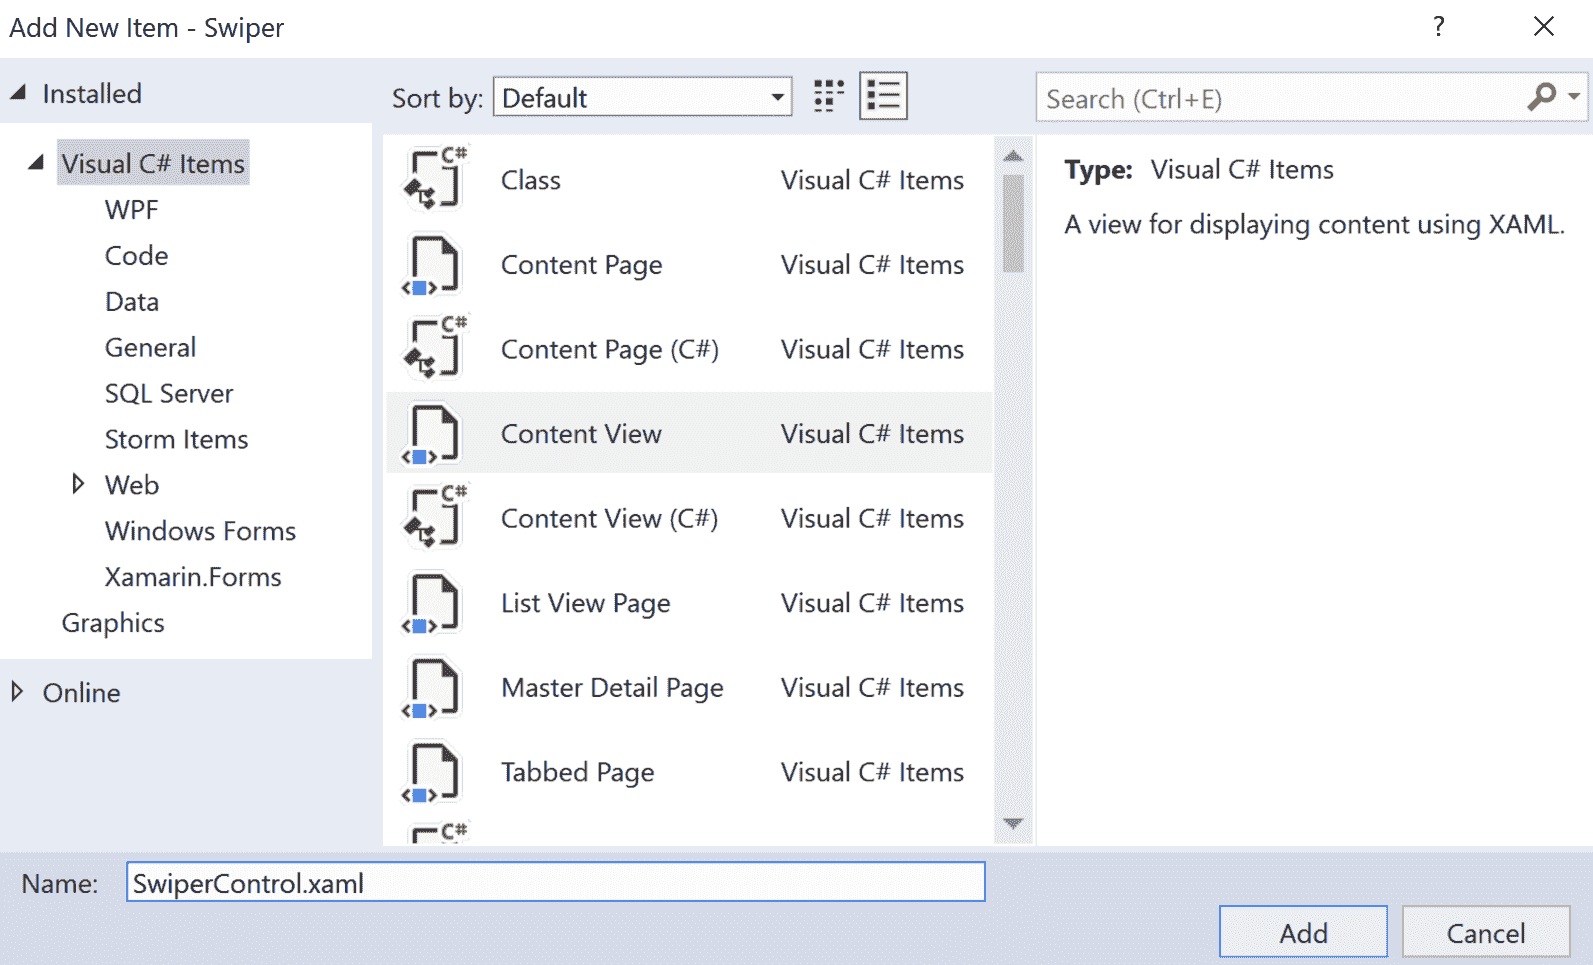 Add New Item - Swiper
?
Installed
Sort by: Default
Search (Ctrl+E)
Visual C# Items
WPF
Code
Data
General
SQL Server
Storm Items
Web
Windows Forms
Xamarin.Forms
Graphics
Online
C# Class Visual C# Items
Content Page Visual C# Items
C# Content Page (C#) Visual C# Items
Content View Visual C# Items
C# Content View (C#) Visual C# Items
List View Page Visual C# Items
Master Detail Page Visual C# Items
Tabbed Page Visual C# Items
C#
Type: Visual C# Items
A view for displaying content using XAML.
Name: SwiperControl.xaml
Add Cancel